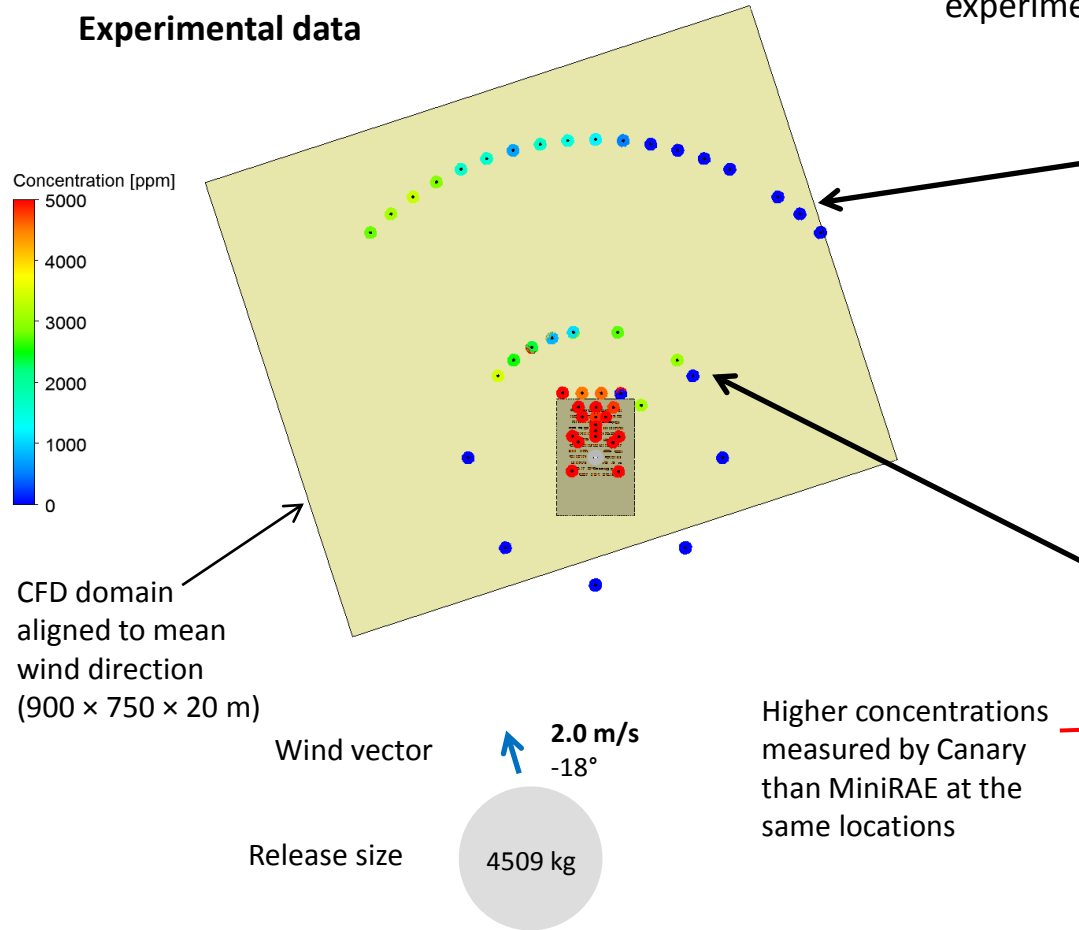 Experimental data
experime
Concentration [ppm]
5000
4000
3000
2000
1000
0
CFD domain
aligned to mean
wind direction
(900 × 750 × 20 m)
Wind vector
2.0 m/s
-18°
Release size
4509 kg
Higher concentrations
measured by Canary
than MiniRAE at the
same locations